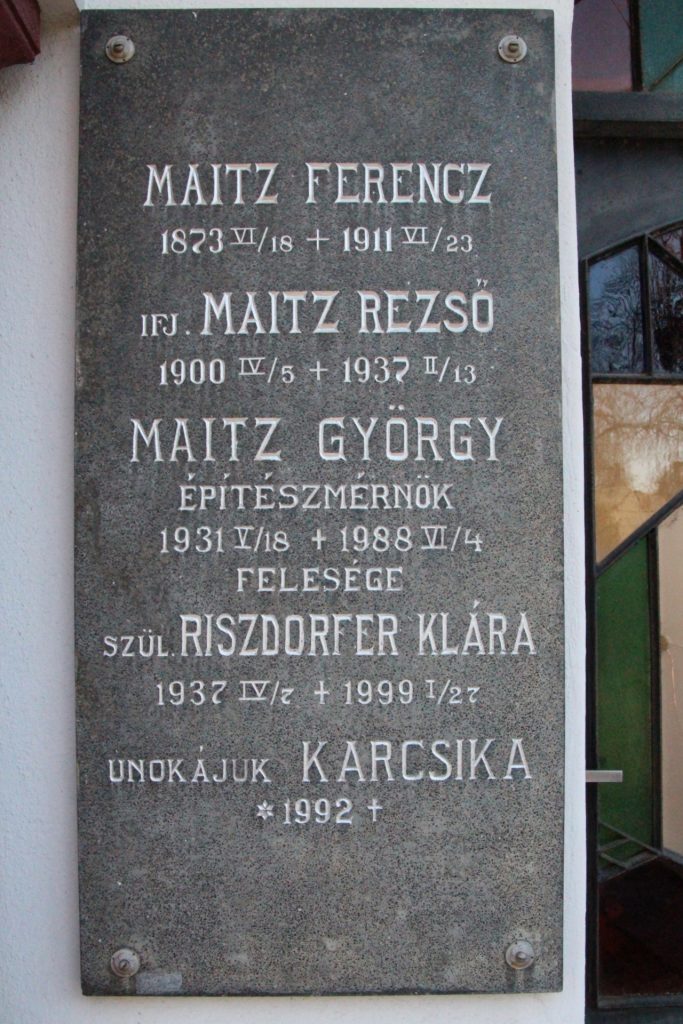 MAITZ FERENCZ
1873 VI/18 + 1911 VI/23
IFJ. MAITZ REZSŐ
1900 IV/5 + 1937 II/13
MAITZ GYÖRGY
ÉPÍTÉSZMÉRNÖK
1931 V/18 + 1988 VI/4
FELESÉGE
SZÜL. RISZDORFER KLÁRA
1937 IV/7 + 1999 I/27
UNOKÁJUK KARCSIKA
*1992 +